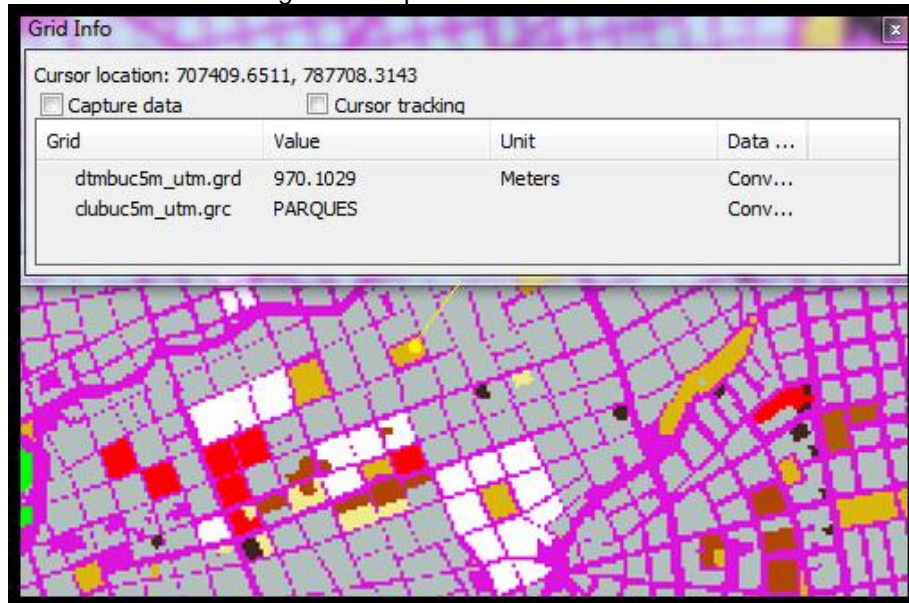 Grid Info
Cursor location: 707409.6511, 787708.3143
Capture data Cursor tracking
Grid Value Unit Data ...
dtmbuc5m_utm.grd 970.1029 Meters Conv...
clubuc5m_utm.grc PARQUES Conv...